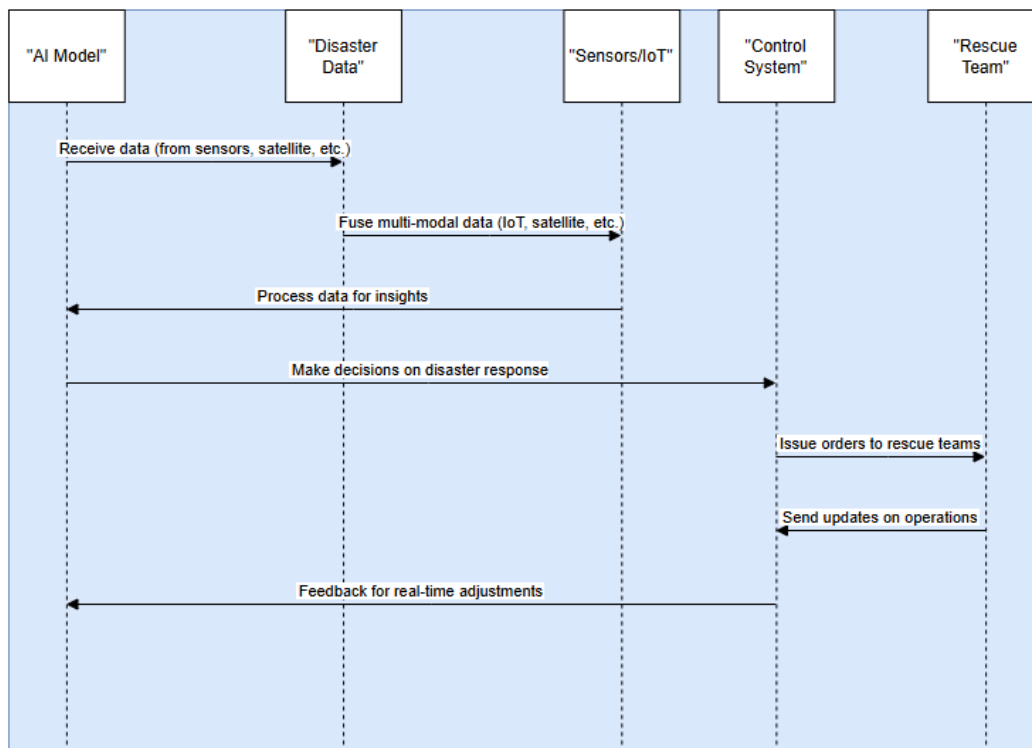 "AI Model"
"Disaster
Data"
"Sensors/IoT"
"Control
System"
"Rescue
Team"
Receive data (from sensors, satellite, etc.)
Fuse multi-modal data (IoT, satellite, etc.)
Process data for insights
Make decisions on disaster response
Issue orders to rescue teams
Send updates on operations
Feedback for real-time adjustments